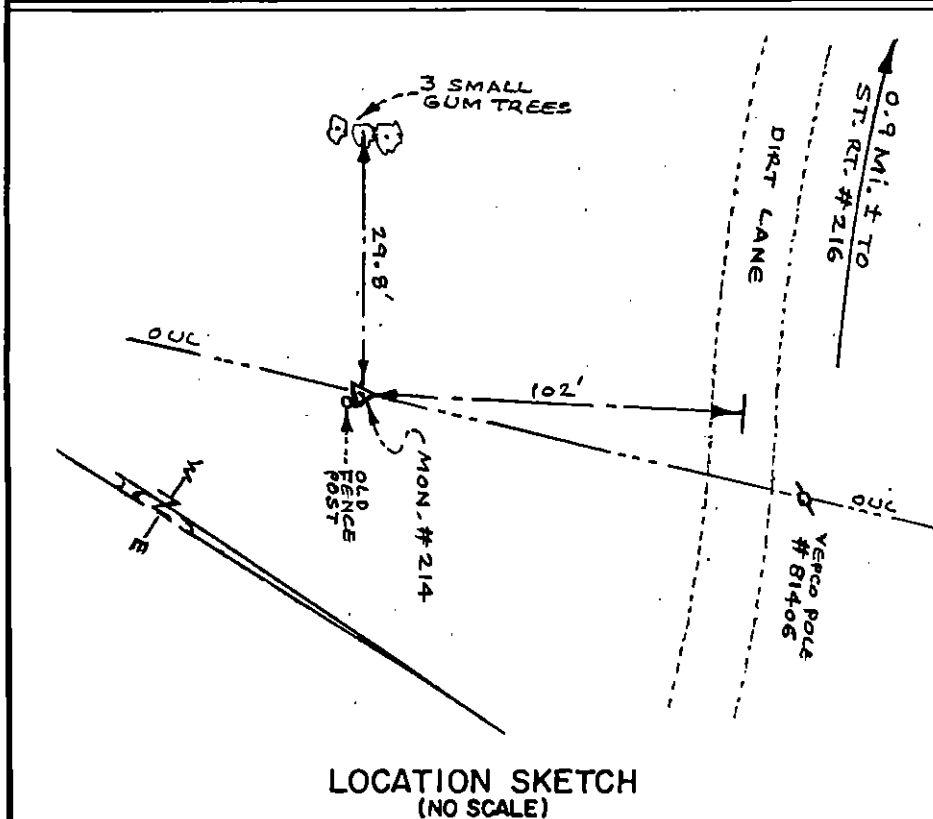 3 SMALL
GUM TREES
0.9 MI. ± TO
ST. RT. #216
DIRT LANE
29.8'
OUC
102'
MON. #214
OLD
FENCE
POST
OUC
VEPCO POLE
#81406
W
N
E
LOCATION SKETCH
(NO SCALE)